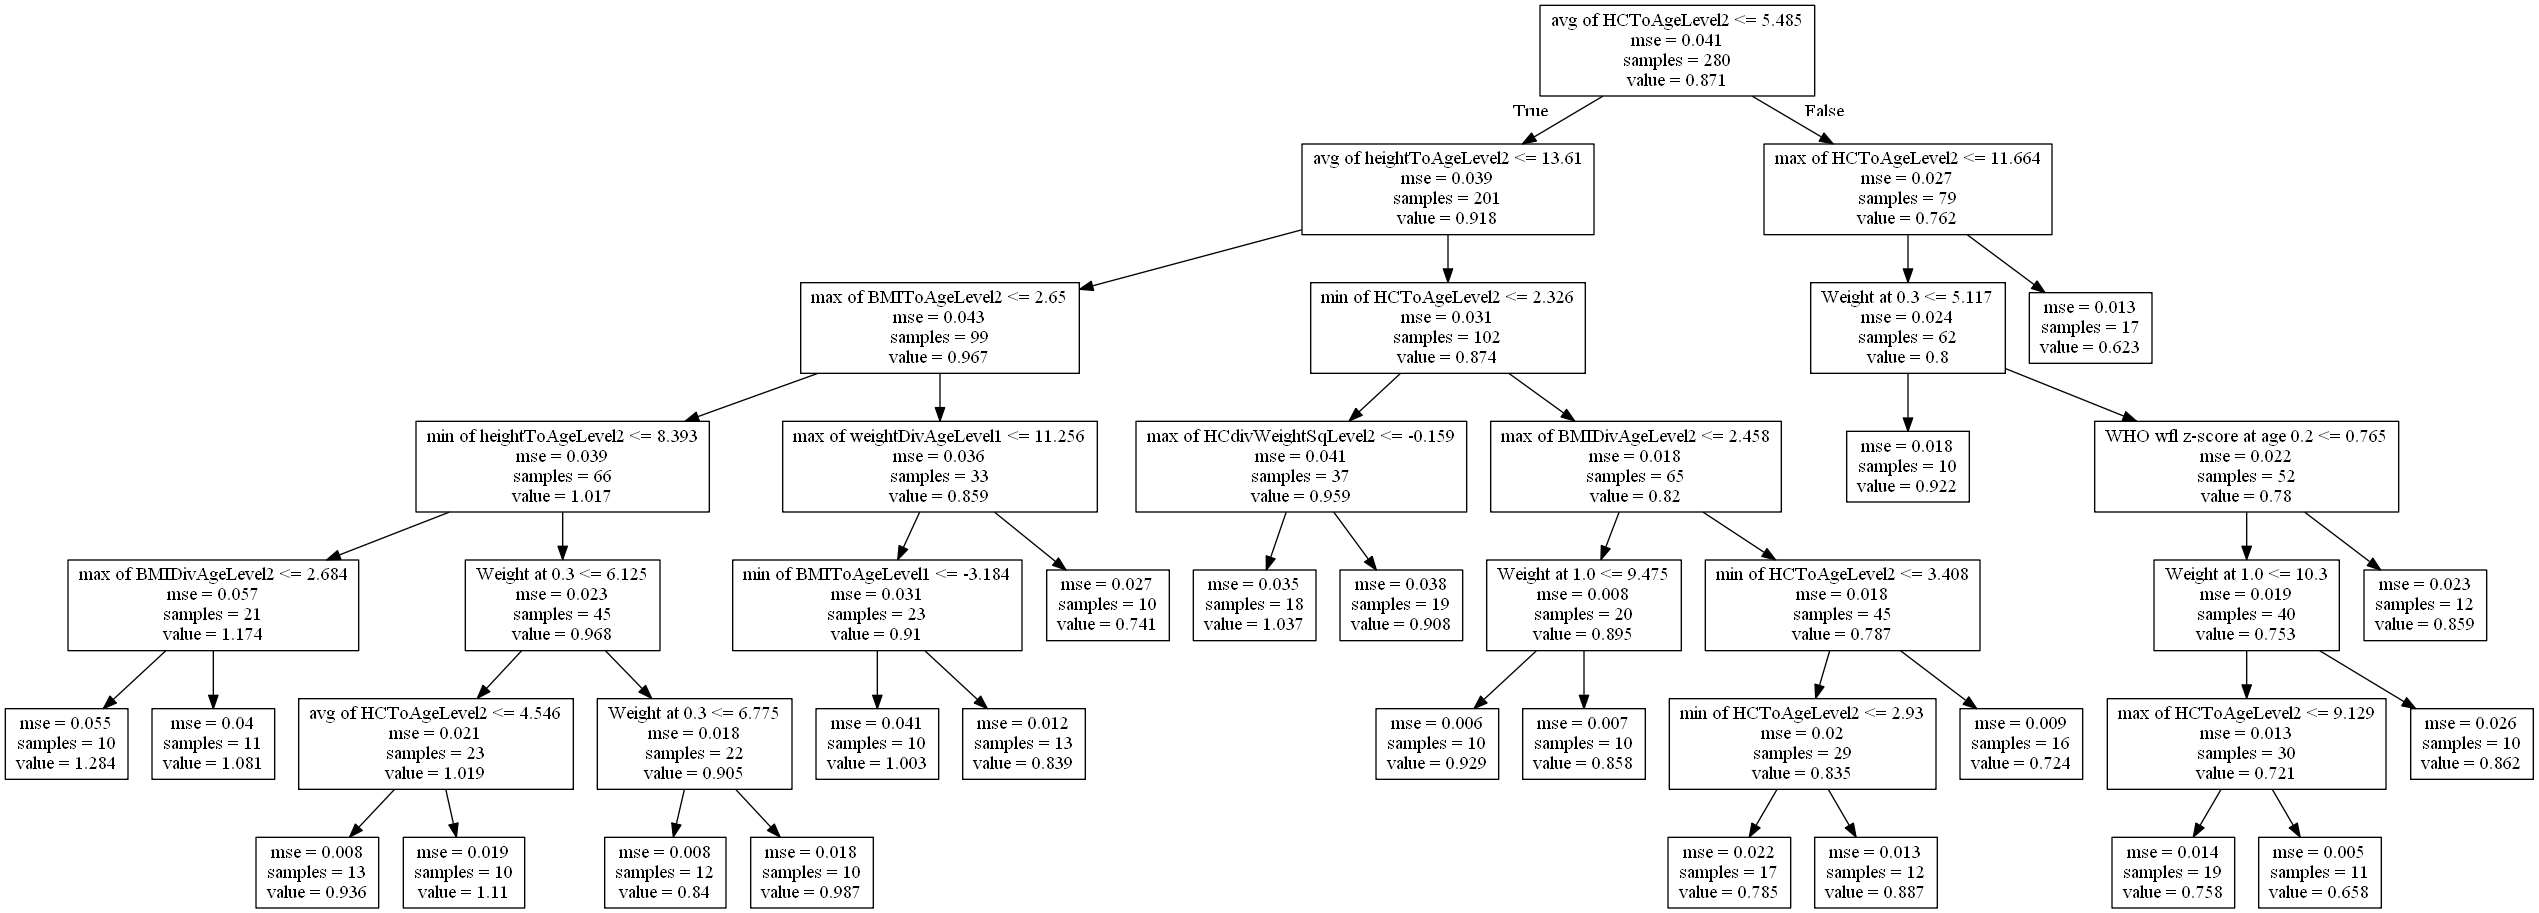 avg of HCToAgeLevel2 <= 5.485
mse = 0.041
samples = 280
value = 0.871
True
False
avg of heightToAgeLevel2 <= 13.61
mse = 0.039
samples = 201
value = 0.918
max of HCToAgeLevel2 <= 11.664
mse = 0.027
samples = 79
value = 0.762
max of BMIToAgeLevel2 <= 2.65
mse = 0.043
samples = 99
value = 0.967
min of HCToAgeLevel2 <= 2.326
mse = 0.031
samples = 102
value = 0.874
Weight at 0.3 <= 5.117
mse = 0.024
samples = 62
value = 0.8
mse = 0.013
samples = 17
value = 0.623
min of heightToAgeLevel2 <= 8.393
mse = 0.039
samples = 66
value = 1.017
max of weightDivAgeLevel1 <= 11.256
mse = 0.036
samples = 33
value = 0.859
max of HCdivWeightSqLevel2 <= -0.159
mse = 0.041
samples = 37
value = 0.959
max of BMIDivAgeLevel2 <= 2.458
mse = 0.018
samples = 65
value = 0.82
mse = 0.018
samples = 10
value = 0.922
WHO wfl z-score at age 0.2 <= 0.765
mse = 0.022
samples = 52
value = 0.78
max of BMIDivAgeLevel2 <= 2.684
mse = 0.057
samples = 21
value = 1.174
Weight at 0.3 <= 6.125
mse = 0.023
samples = 45
value = 0.968
min of BMIToAgeLevel1 <= -3.184
mse = 0.031
samples = 23
value = 0.91
mse = 0.027
samples = 10
value = 0.741
mse = 0.035
samples = 18
value = 1.037
mse = 0.038
samples = 19
value = 0.908
Weight at 1.0 <= 9.475
mse = 0.008
samples = 20
value = 0.895
min of HCToAgeLevel2 <= 3.408
mse = 0.018
samples = 45
value = 0.787
Weight at 1.0 <= 10.3
mse = 0.019
samples = 40
value = 0.753
mse = 0.023
samples = 12
value = 0.859
mse = 0.055
samples = 10
value = 1.284
mse = 0.04
samples = 11
value = 1.081
avg of HCToAgeLevel2 <= 4.546
mse = 0.021
samples = 23
value = 1.019
Weight at 0.3 <= 6.775
mse = 0.018
samples = 22
value = 0.905
mse = 0.041
samples = 10
value = 1.003
mse = 0.012
samples = 13
value = 0.839
mse = 0.006
samples = 10
value = 0.929
mse = 0.007
samples = 10
value = 0.858
min of HCToAgeLevel2 <= 2.93
mse = 0.02
samples = 29
value = 0.835
mse = 0.009
samples = 16
value = 0.724
max of HCToAgeLevel2 <= 9.129
mse = 0.013
samples = 30
value = 0.721
mse = 0.026
samples = 10
value = 0.862
mse = 0.008
samples = 13
value = 0.936
mse = 0.019
samples = 10
value = 1.11
mse = 0.008
samples = 12
value = 0.84
mse = 0.018
samples = 10
value = 0.987
mse = 0.022
samples = 17
value = 0.785
mse = 0.013
samples = 12
value = 0.887
mse = 0.014
samples = 19
value = 0.758
mse = 0.005
samples = 11
value = 0.658